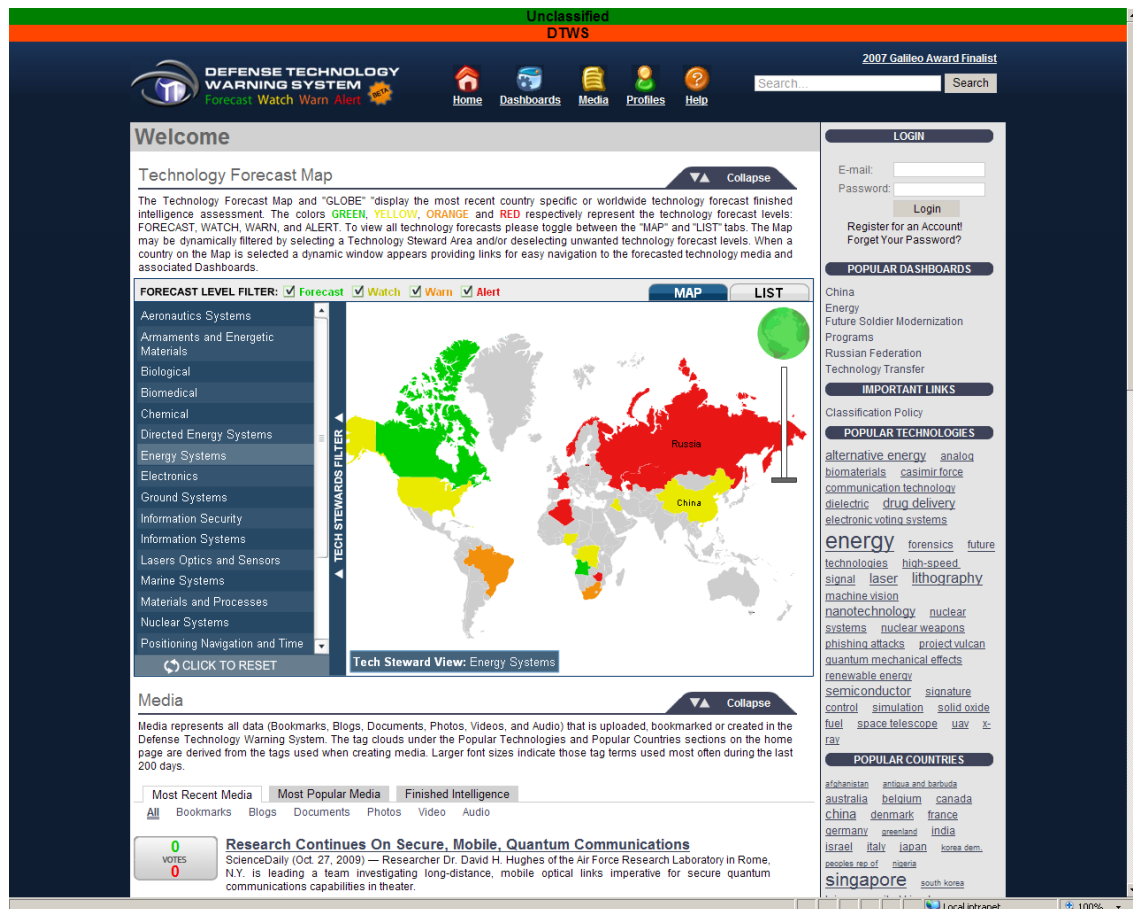 Unclassified
DTWS
2007 Galileo Award Finalist
DEFENSE TECHNOLOGY
WARNING SYSTEM
Forecast Watch Warn Alert
BETA
Home Dashboards Media Profiles Help
Search... Search
Welcome
Technology Forecast Map
Collapse
The Technology Forecast Map and "GLOBE" "display the most recent country specific or worldwide technology forecast finished
intelligence assessment. The colors GREEN, YELLOW, ORANGE and RED respectively represent the technology forecast levels:
FORECAST, WATCH, WARN, and ALERT. To view all technology forecasts please toggle between the "MAP" and "LIST" tabs. The Map
may be dynamically filtered by selecting a Technology Steward Area and/or deselecting unwanted technology forecast levels. When a
country on the Map is selected a dynamic window appears providing links for easy navigation to the forecasted technology media and
associated Dashboards.
FORECAST LEVEL FILTER: Forecast Watch Warn Alert
MAP LIST
Aeronautics Systems
Armaments and Energetic
Materials
Biological
Biomedical
Chemical
Directed Energy Systems
Energy Systems
Electronics
Ground Systems
Information Security
Information Systems
Lasers Optics and Sensors
Marine Systems
Materials and Processes
Nuclear Systems
Positioning Navigation and Time
CLICK TO RESET
TECH STEWARDS FILTER
Russia
China
Tech Steward View: Energy Systems
Media
Collapse
Media represents all data (Bookmarks, Blogs, Documents, Photos, Videos, and Audio) that is uploaded, bookmarked or created in the
Defense Technology Warning System. The tag clouds under the Popular Technologies and Popular Countries sections on the home
page are derived from the tags used when creating media. Larger font sizes indicate those tag terms used most often during the last
200 days.
Most Recent Media Most Popular Media Finished Intelligence
All Bookmarks Blogs Documents Photos Video Audio
0
VOTES
0
Research Continues On Secure, Mobile, Quantum Communications
ScienceDaily (Oct. 27, 2009) — Researcher Dr. David H. Hughes of the Air Force Research Laboratory in Rome,
N.Y. is leading a team investigating long-distance, mobile optical links imperative for secure quantum
communications capabilities in theater.
LOGIN
E-mail:
Password:
Login
Register for an Account!
Forget Your Password?
POPULAR DASHBOARDS
China
Energy
Future Soldier Modernization
Programs
Russian Federation
Technology Transfer
IMPORTANT LINKS
Classification Policy
POPULAR TECHNOLOGIES
alternative energy analog
biomaterials casimir force
communication technology
dielectric drug delivery
electronic voting systems
energy forensics future
technologies high-speed
signal laser lithography
machine vision
nanotechnology nuclear
systems nuclear weapons
phishing attacks project vulcan
quantum mechanical effects
renewable energy
semiconductor signature
control simulation solid oxide
fuel space telescope uav x-
ray
POPULAR COUNTRIES
afghanistan antigua and barbuda
australia belgium canada
china denmark france
germany greenland india
israel italy japan korea dem.
peoples rep of nigeria
singapore south korea
Local intranet 100%